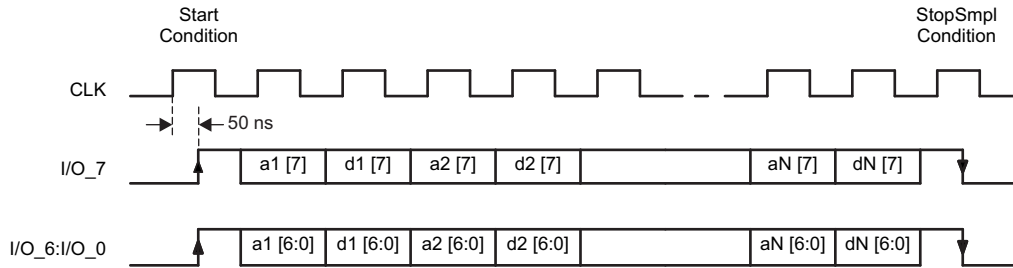 Start
Condition
StopSmpl
Condition
CLK
50 ns
I/O_7
a1 [7] d1 [7] a2 [7] d2 [7] aN [7] dN [7]
I/O_6:I/O_0
a1 [6:0] d1 [6:0] a2 [6:0] d2 [6:0] aN [6:0] dN [6:0]